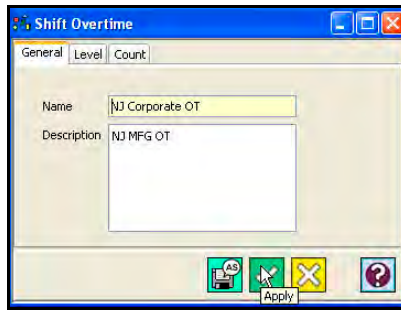 Shift Overtime
General Level Count
Name NJ Corporate OT
Description NJ MFG OT
AS
Apply
?